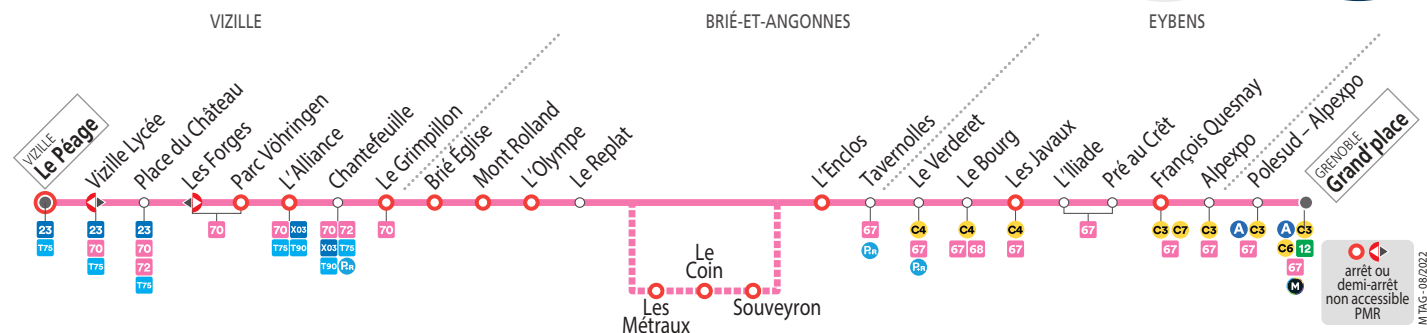 VIZILLE
BRIÉ-ET-ANGONNES
EYBENS
VIZILLE
Le Péage
Vizille Lycée
Place du Château
Les Forges
Parc Vöhringen
L'Alliance
Chantefeuille
Le Grimpillon
Brié Église
Mont Rolland
L'Olympe
Le Replat
L'Enclos
Tavernolles
Le Verderet
Le Bourg
Les Javaux
L'Iliade
Pré au Crêt
François Quesnay
Alpexpo
Polesud – Alpexpo
GRENOBLE
Grand'place
23
T75
23
70
T75
23
70
72
T75
70
70 X03
T75 T90
70 72
X03 T75
T90 P+R
70
67
P+R
C4
67
P+R
C4
67 68
C4
67
67
C3 C7
67
C3
67
A C3
67
A C3
C6 12
67
M
Les
Métraux
Le
Coin
Souveyron
arrêt ou
demi-arrêt
non accessible
PMR
M TAG - 08/2022